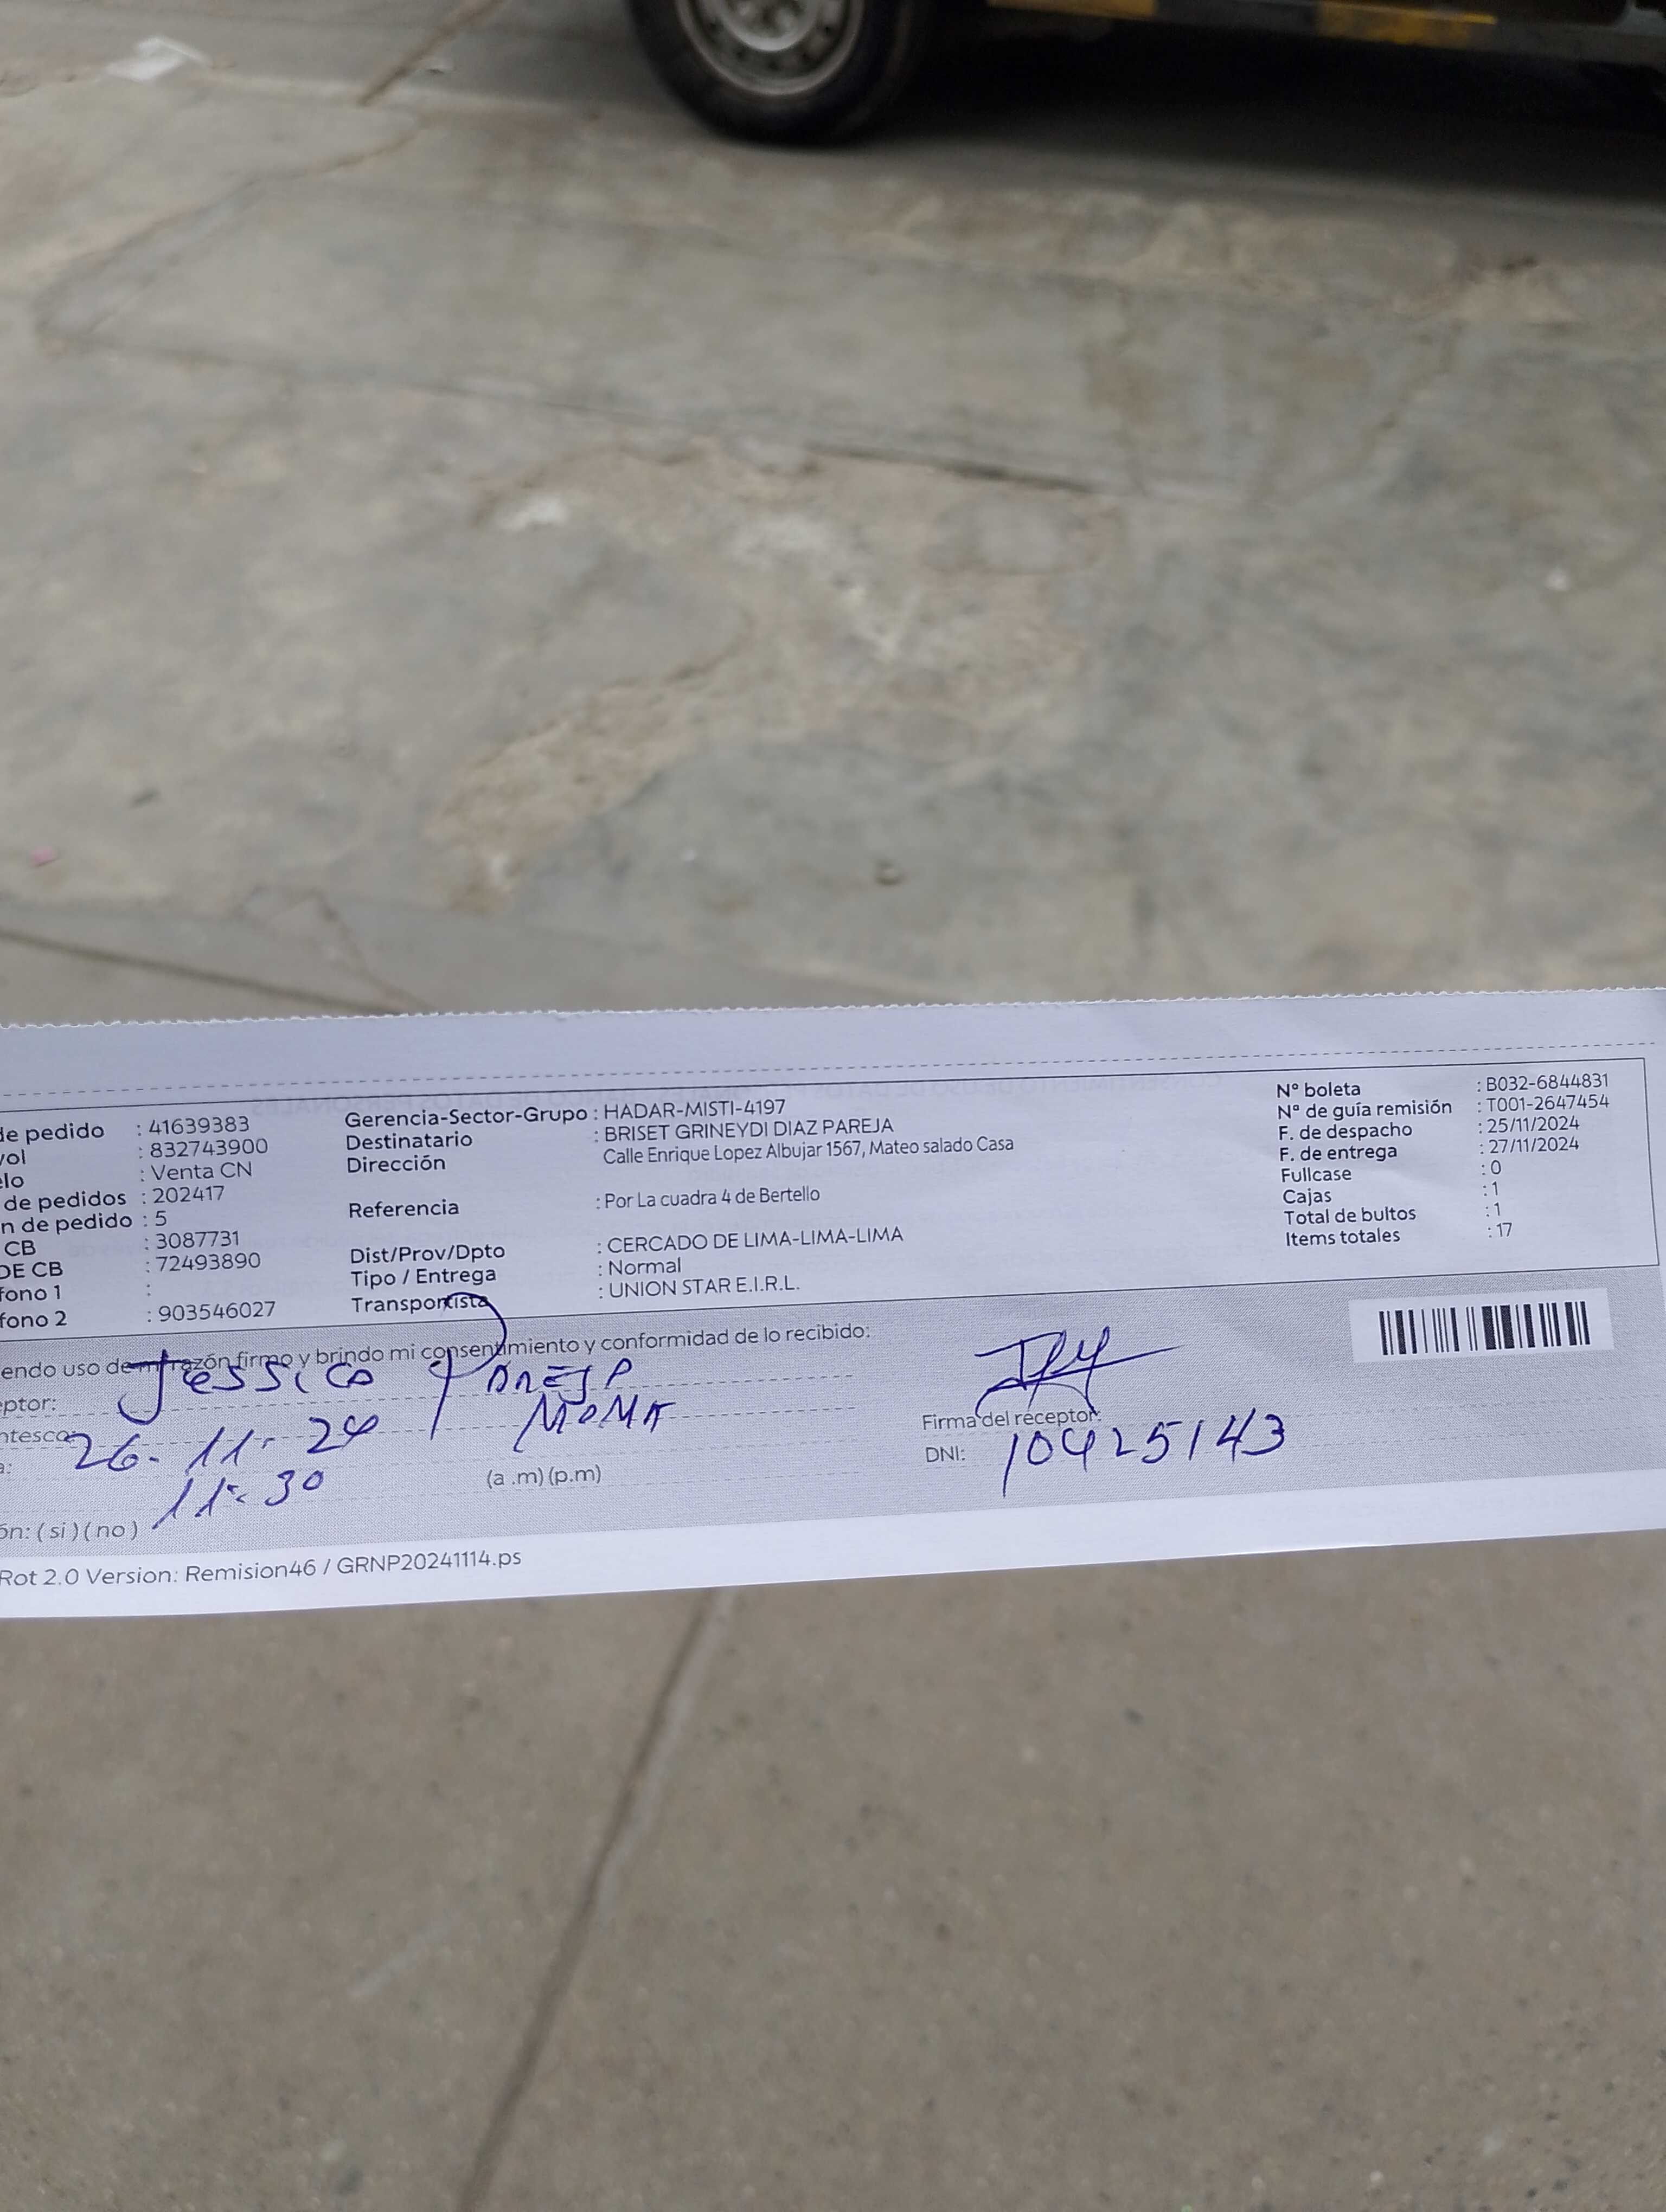 de pedido : 41639383
vol : 832743900
elo : Venta CN
de pedidos : 202417
n de pedido : 5
CB : 3087731
DE CB : 72493890
fono 1 :
fono 2 : 903546027
Gerencia-Sector-Grupo : HADAR-MISTI-4197
Destinatario : BRISET GRINEYDI DIAZ PAREJA
Dirección Calle Enrique Lopez Albujar 1567, Mateo salado Casa
Referencia : Por La cuadra 4 de Bertello
Dist/Prov/Dpto : CERCADO DE LIMA-LIMA-LIMA
Tipo / Entrega : Normal
Transportista : UNION STAR E.I.R.L.
N° boleta : B032-6844831
N° de guía remisión : T001-2647454
F. de despacho : 25/11/2024
F. de entrega : 27/11/2024
Fullcase : 0
Cajas : 1
Total de bultos : 1
Items totales : 17
endo uso de mi razón firmo y brindo mi consentimiento y conformidad de lo recibido:
eptor: Jessica
ntesco:
a: 26-11-24
11:30 (a .m) (p.m)
ón: ( si ) ( no )
Firma del receptor:
DNI: 10425143
Rot 2.0 Version: Remision46 / GRNP20241114.ps